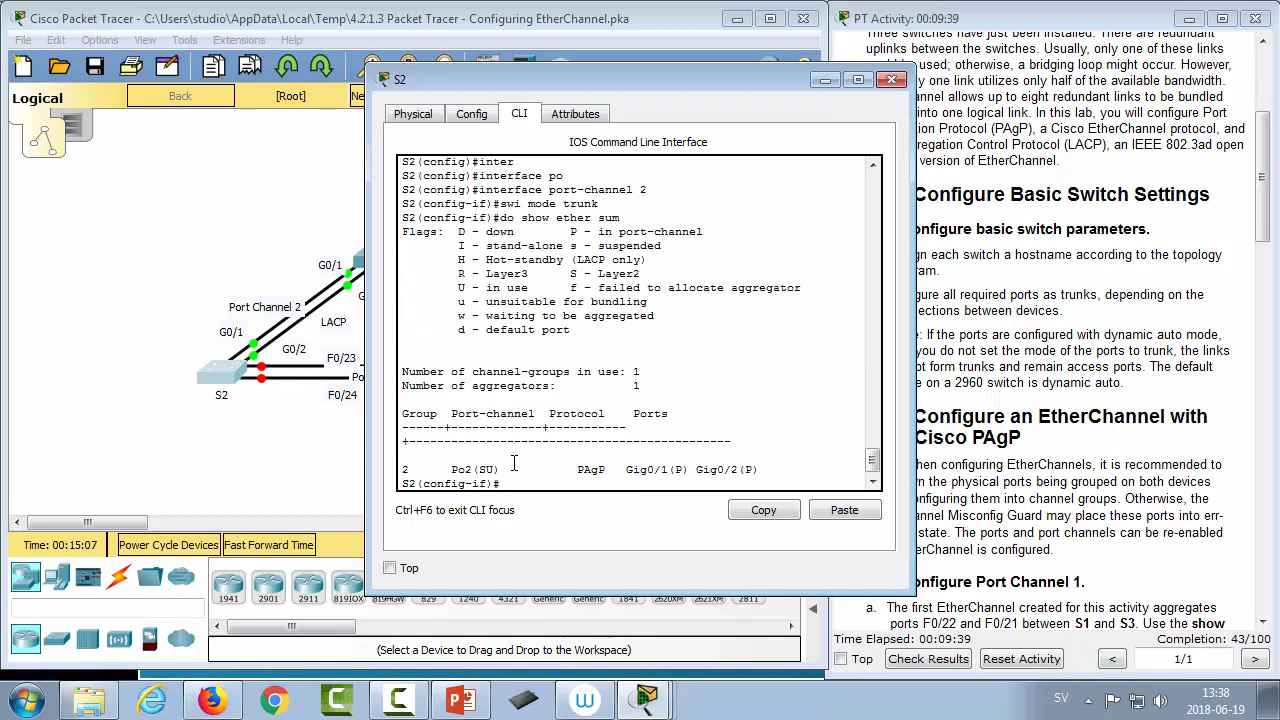 Cisco Packet Tracer - C:\Users\studio\AppData\Local\Temp\4.2.1.3 Packet Tracer - Configuring EtherChannel.pka
File Edit Options View Tools Extensions Help
Logical
Back
[Root]
G0/1
Port Channel 2
LACP
G0/1
G0/2
F0/23
S2
F0/24
Time: 00:15:07
Power Cycle Devices
Fast Forward Time
1941 2901 2911 819IOX 819HGW 829 1240 4321 Generic Generic 1841 2620XM 2621XM 2811
(Select a Device to Drag and Drop to the Workspace)
S2
Physical Config CLI Attributes
IOS Command Line Interface
S2(config)#inter
S2(config)#interface po
S2(config)#interface port-channel 2
S2(config-if)#swi mode trunk
S2(config-if)#do show ether sum
Flags: D - down P - in port-channel
I - stand-alone s - suspended
H - Hot-standby (LACP only)
R - Layer3 S - Layer2
U - in use f - failed to allocate aggregator
u - unsuitable for bundling
w - waiting to be aggregated
d - default port
Number of channel-groups in use: 1
Number of aggregators: 1
Group Port-channel Protocol Ports
------+-------------+-----------
+----------------------------------------------
2 Po2(SU) PAgP Gig0/1(P) Gig0/2(P)
S2(config-if)#
Ctrl+F6 to exit CLI focus
Copy
Paste
Top
PT Activity: 00:09:39
Three switches have just been installed. There are redundant
uplinks between the switches. Usually, only one of these links
used; otherwise, a bridging loop might occur. However,
y one link utilizes only half of the available bandwidth.
annel allows up to eight redundant links to be bundled
into one logical link. In this lab, you will configure Port
tion Protocol (PAgP), a Cisco EtherChannel protocol, and
regation Control Protocol (LACP), an IEEE 802.3ad open
version of EtherChannel.
Configure Basic Switch Settings
onfigure basic switch parameters.
gn each switch a hostname according to the topology
ram.
gure all required ports as trunks, depending on the
nections between devices.
: If the ports are configured with dynamic auto mode,
you do not set the mode of the ports to trunk, the links
ot form trunks and remain access ports. The default
e on a 2960 switch is dynamic auto.
Configure an EtherChannel with
Cisco PAgP
hen configuring EtherChannels, it is recommended to
wn the physical ports being grouped on both devices
onfiguring them into channel groups. Otherwise, the
annel Misconfig Guard may place these ports into err-
state. The ports and port channels can be re-enabled
herChannel is configured.
onfigure Port Channel 1.
a. The first EtherChannel created for this activity aggregates
ports F0/22 and F0/21 between S1 and S3. Use the show
Time Elapsed: 00:09:39
Completion: 43/100
Top
Check Results
Reset Activity
<
1/1
>
SV
13:38
2018-06-19